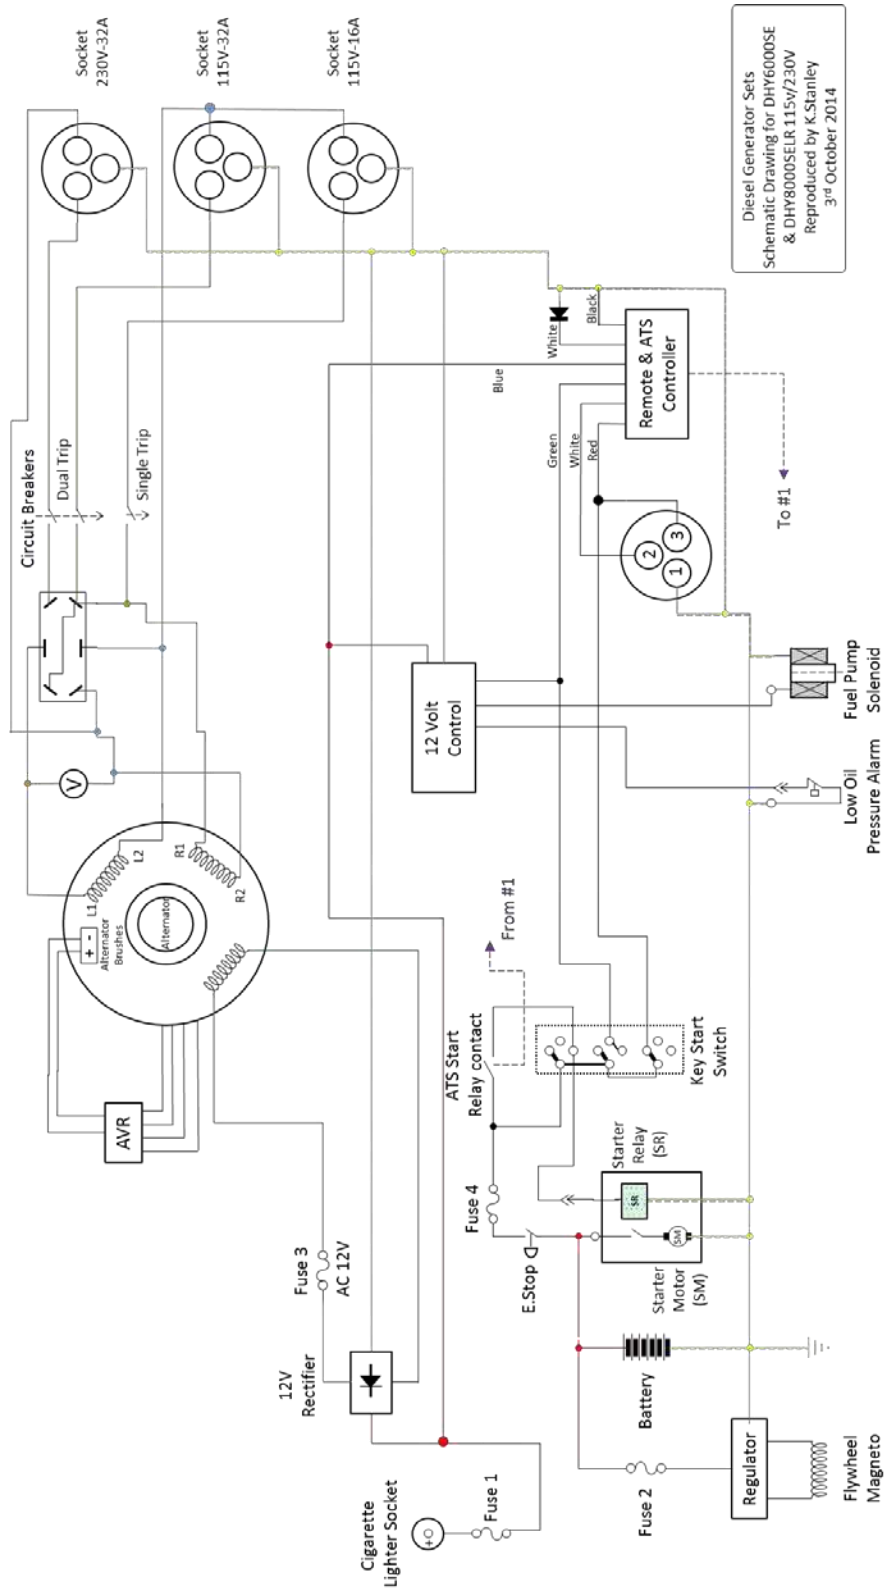 Socket
230V-32A
Socket
115V-32A
Socket
115V-16A
Diesel Generator Sets
Schematic Drawing for DHY6000SE
& DHY8000SELR 115v/230V
Reproduced by K.Stanley
3rd October 2014
Circuit Breakers
Dual Trip
Single Trip
White
Black
Blue
Green
White
Red
Remote & ATS
Controller
To #1
1
2
3
V
L1
L2
R1
R2
+ -
Alternator
Brushes
Alternator
AVR
12 Volt
Control
Fuel Pump
Solenoid
Low Oil
Pressure Alarm
From #1
ATS Start
Relay contact
Key Start
Switch
Fuse 4
E.Stop
Starter
Relay
(SR)
SR
SM
Starter
Motor
(SM)
Fuse 3
AC 12V
12V
Rectifier
Battery
Cigarette
Lighter Socket
+
Fuse 1
Fuse 2
Regulator
Flywheel
Magneto